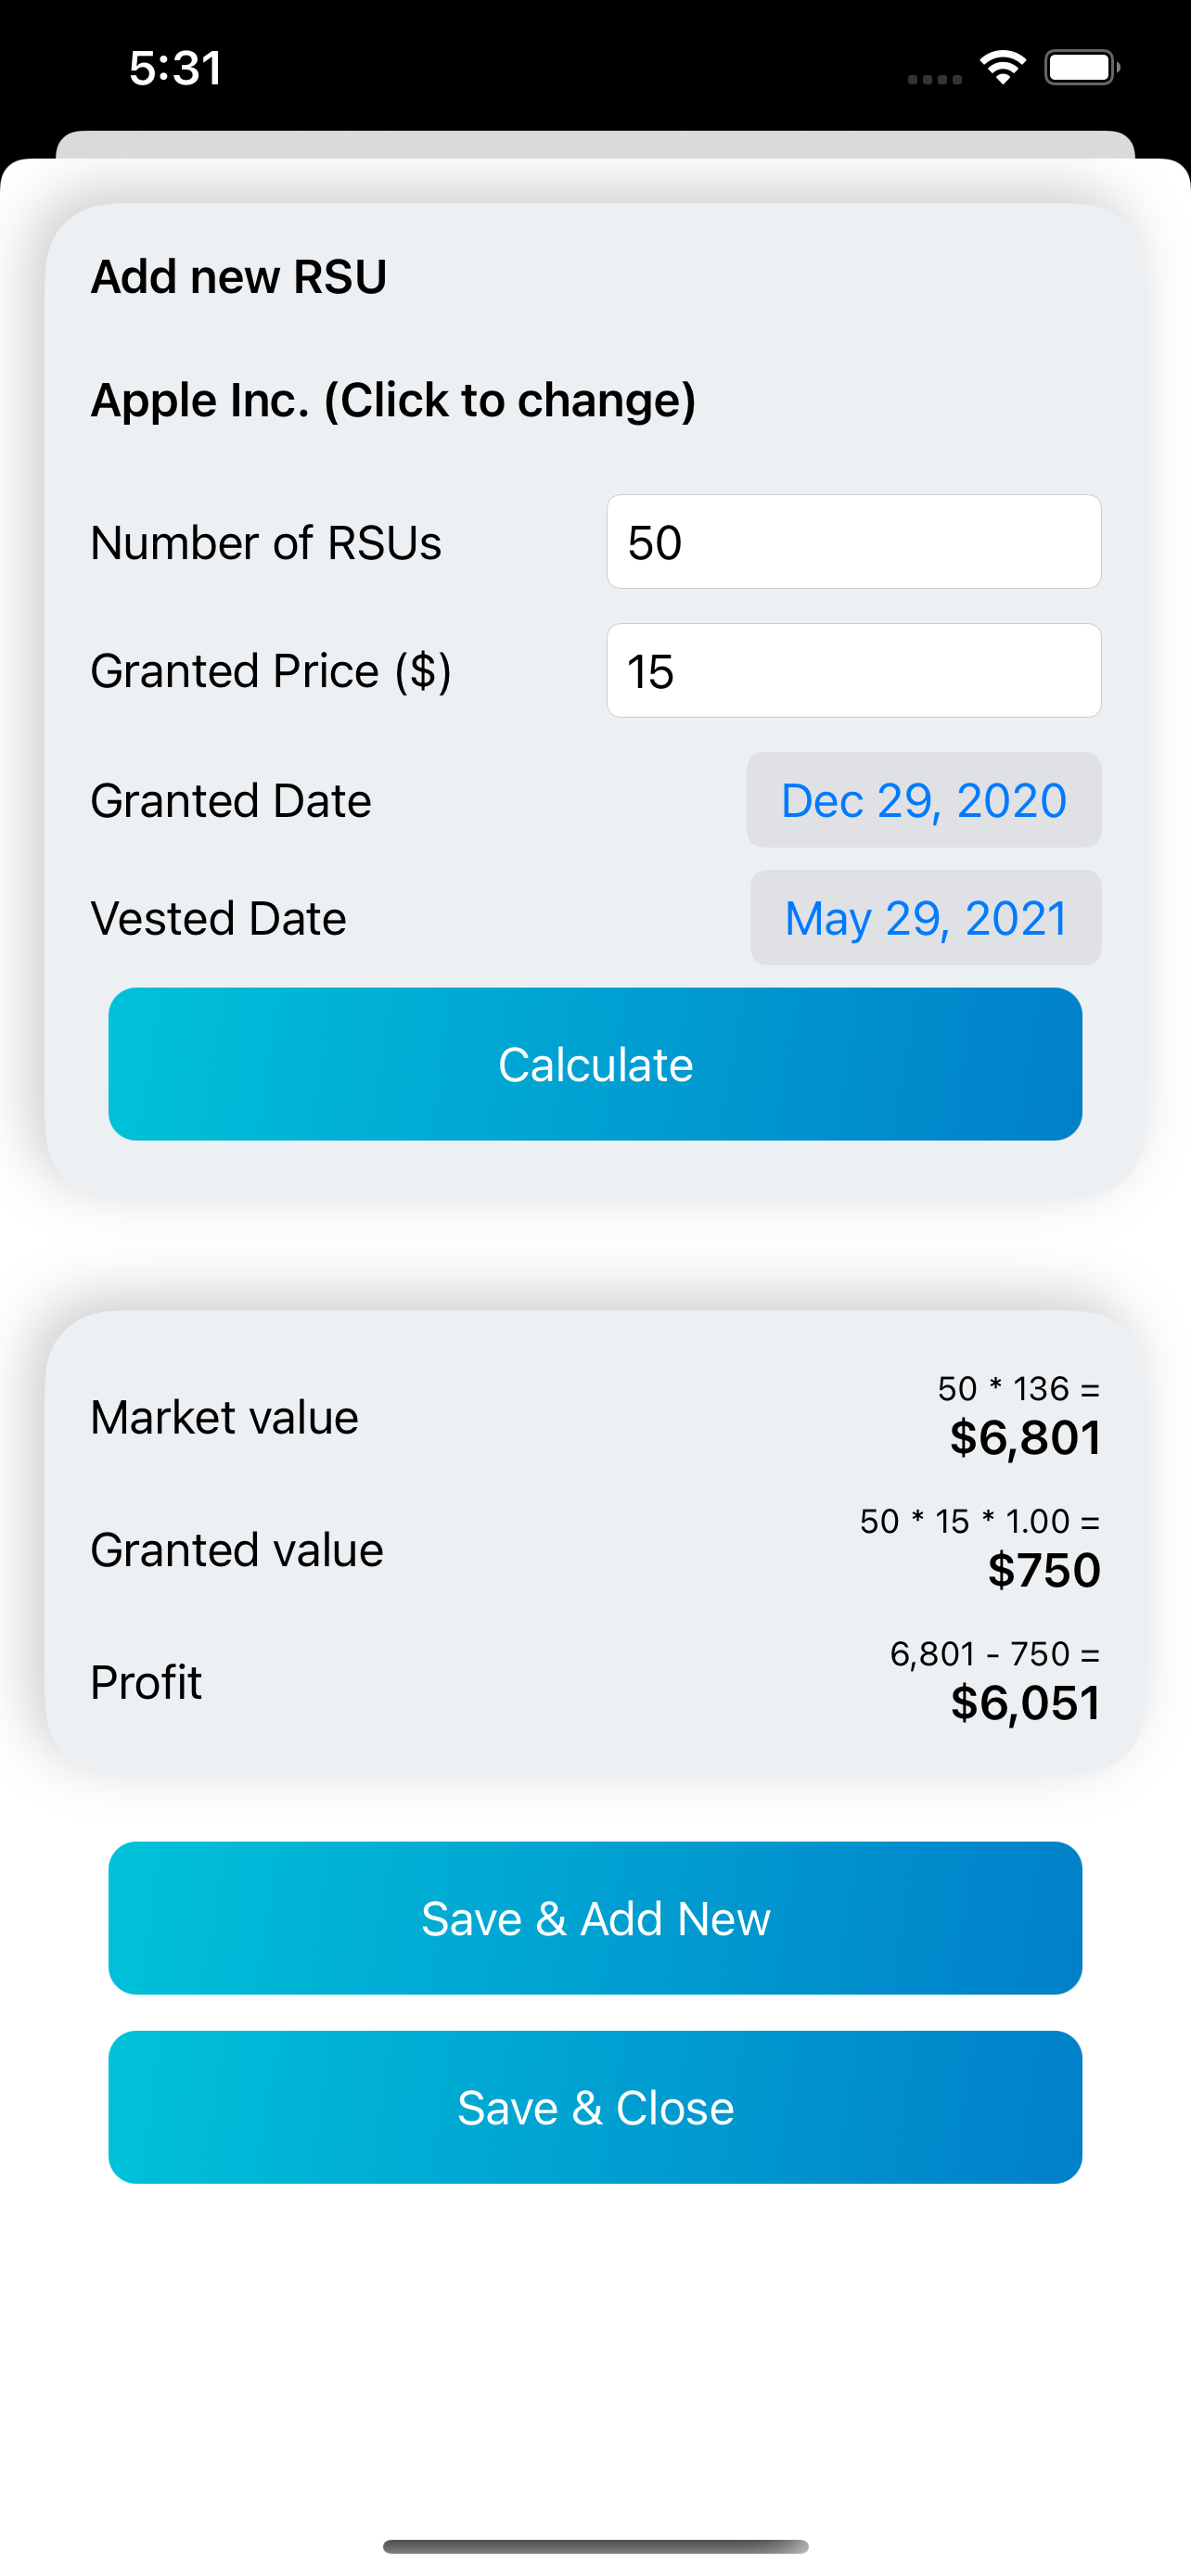 5:31
Add new RSU
Apple Inc. (Click to change)
Number of RSUs
50
Granted Price ($)
15
Granted Date
Dec 29, 2020
Vested Date
May 29, 2021
Calculate
Market value
50 * 136 =
$6,801
Granted value
50 * 15 * 1.00 =
$750
Profit
6,801 - 750 =
$6,051
Save & Add New
Save & Close